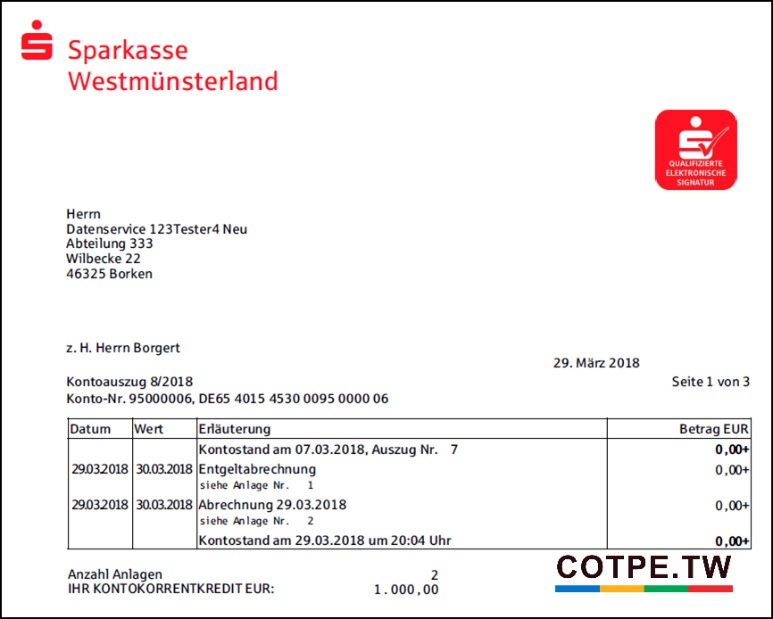 Sparkasse
Westmünsterland
QUALIFIZIERTE
ELEKTRONISCHE
SIGNATUR
Herrn
Datenservice 123Tester4 Neu
Abteilung 333
Wilbecke 22
46325 Borken
z. H. Herrn Borgert
29. März 2018
Kontoauszug 8/2018 Seite 1 von 3
Konto-Nr. 95000006, DE65 4015 4530 0095 0000 06
Datum Wert Erläuterung Betrag EUR
Kontostand am 07.03.2018, Auszug Nr. 7 0,00+
29.03.2018 30.03.2018 Entgeltabrechnung 0,00+
siehe Anlage Nr. 1
29.03.2018 30.03.2018 Abrechnung 29.03.2018 0,00+
siehe Anlage Nr. 2
Kontostand am 29.03.2018 um 20:04 Uhr 0,00+
Anzahl Anlagen 2
IHR KONTOKORRENTKREDIT EUR: 1.000,00
COTPE.TW